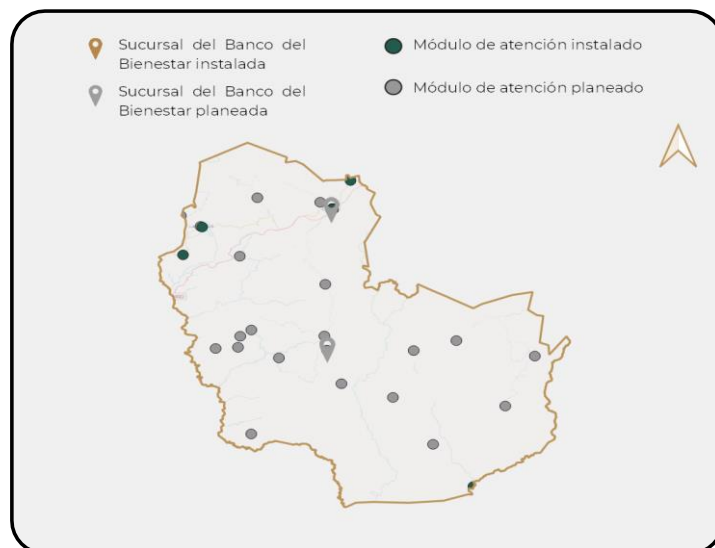 Sucursal del Banco del
Bienestar instalada
Sucursal del Banco del
Bienestar planeada
Módulo de atención instalado
Módulo de atención planeado